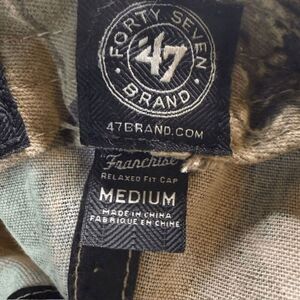 FORTY SEVEN
47
BRAND
47BRAND.COM
Franchise
RELAXED FIT CAP
MEDIUM
MADE IN CHINA
FABRIQUE EN CHINE